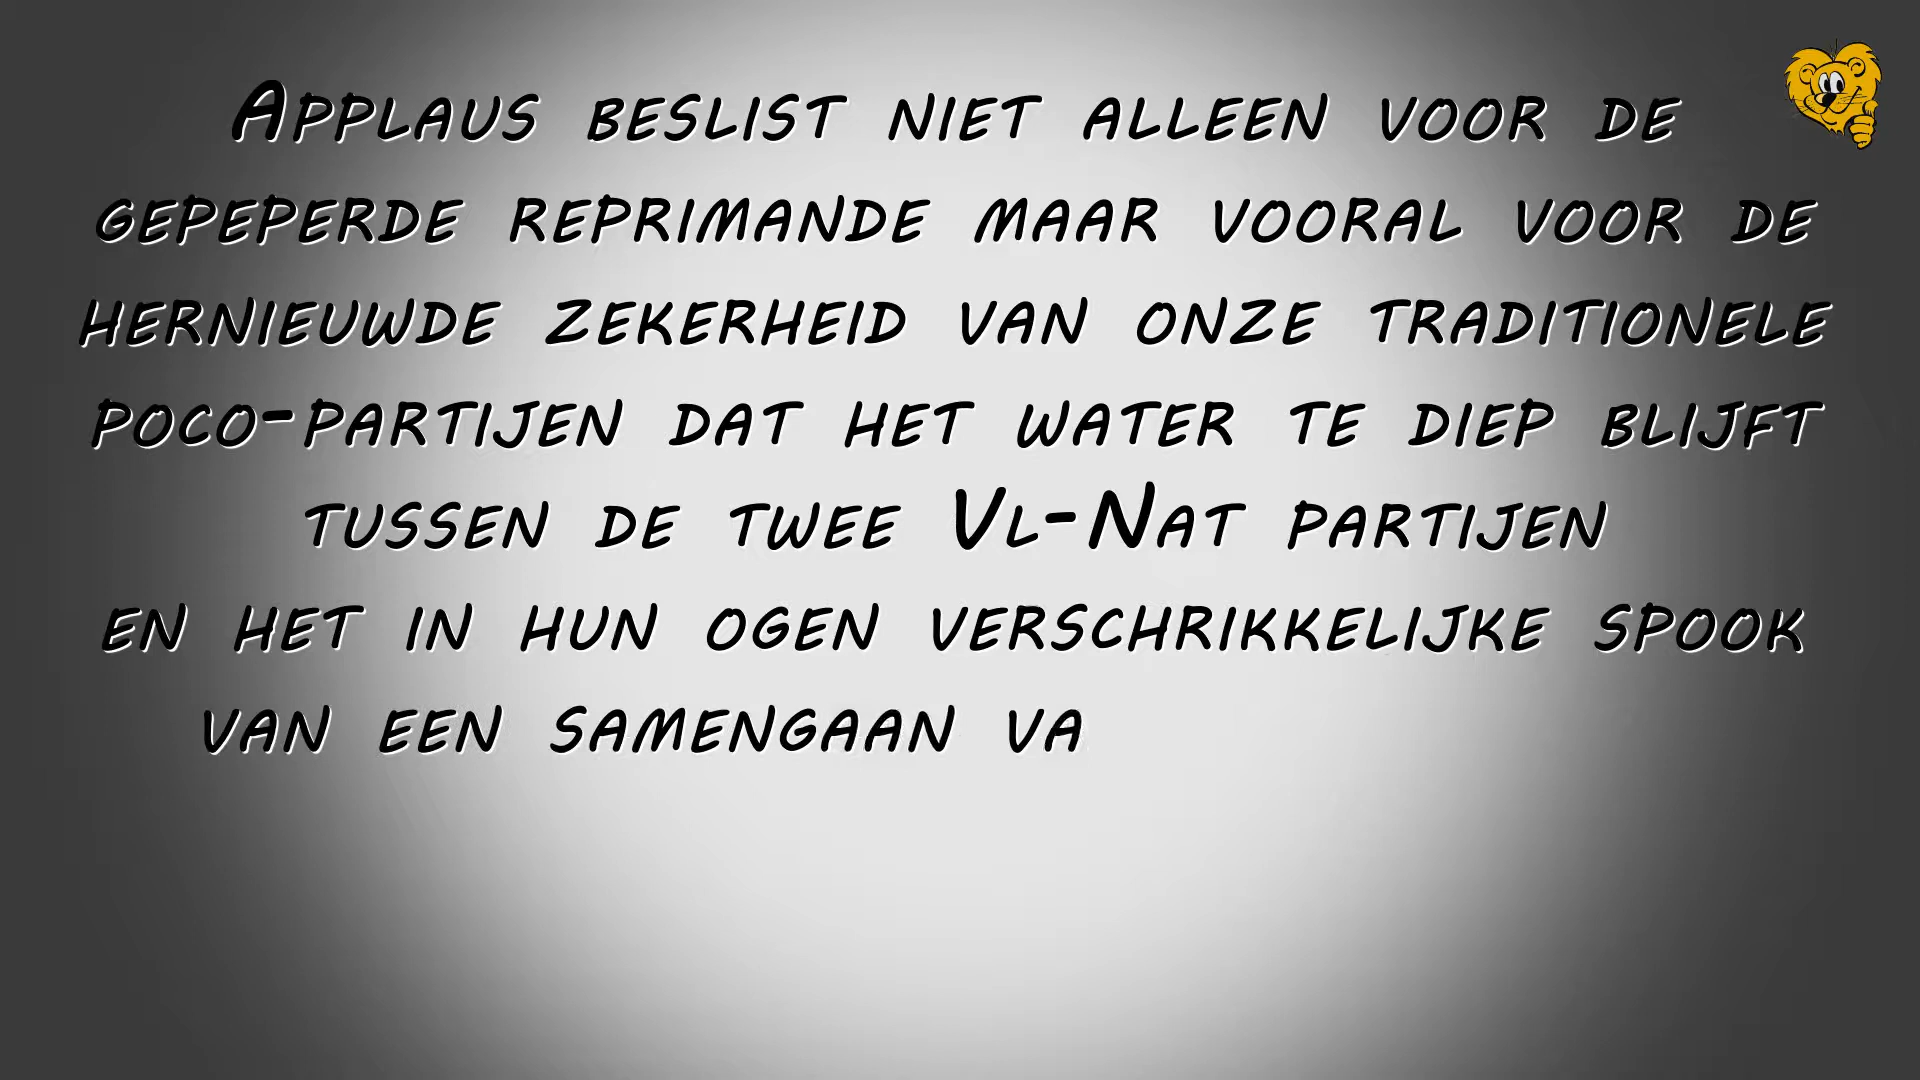 Applaus beslist niet alleen voor de
gepeperde reprimande maar vooral voor de
hernieuwde zekerheid van onze traditionele
poco-partijen dat het water te diep blijft
tussen de twee Vl-Nat partijen
en het in hun ogen verschrikkelijke spook
van een samengaan va